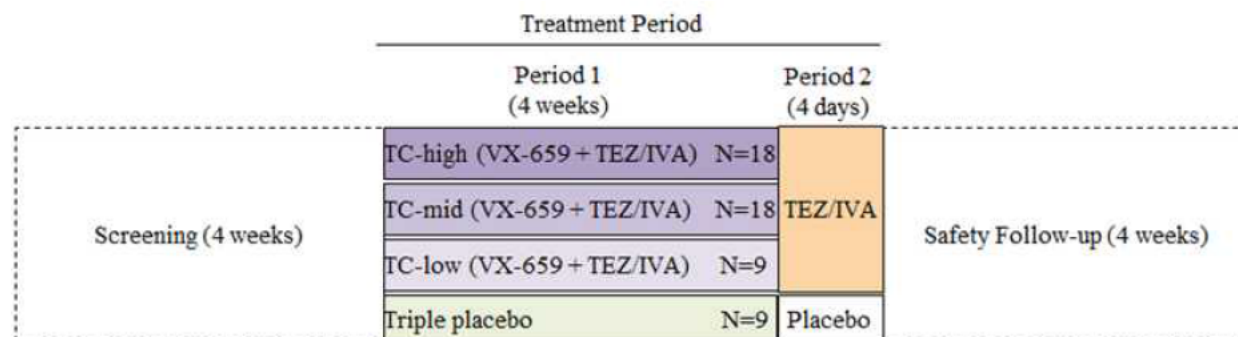 Treatment Period
Period 1
(4 weeks)
Period 2
(4 days)
TC-high (VX-659 + TEZ/IVA) N=18
TC-mid (VX-659 + TEZ/IVA) N=18
TEZ/IVA
Screening (4 weeks)
Safety Follow-up (4 weeks)
TC-low (VX-659 + TEZ/IVA) N=9
Triple placebo N=9
Placebo